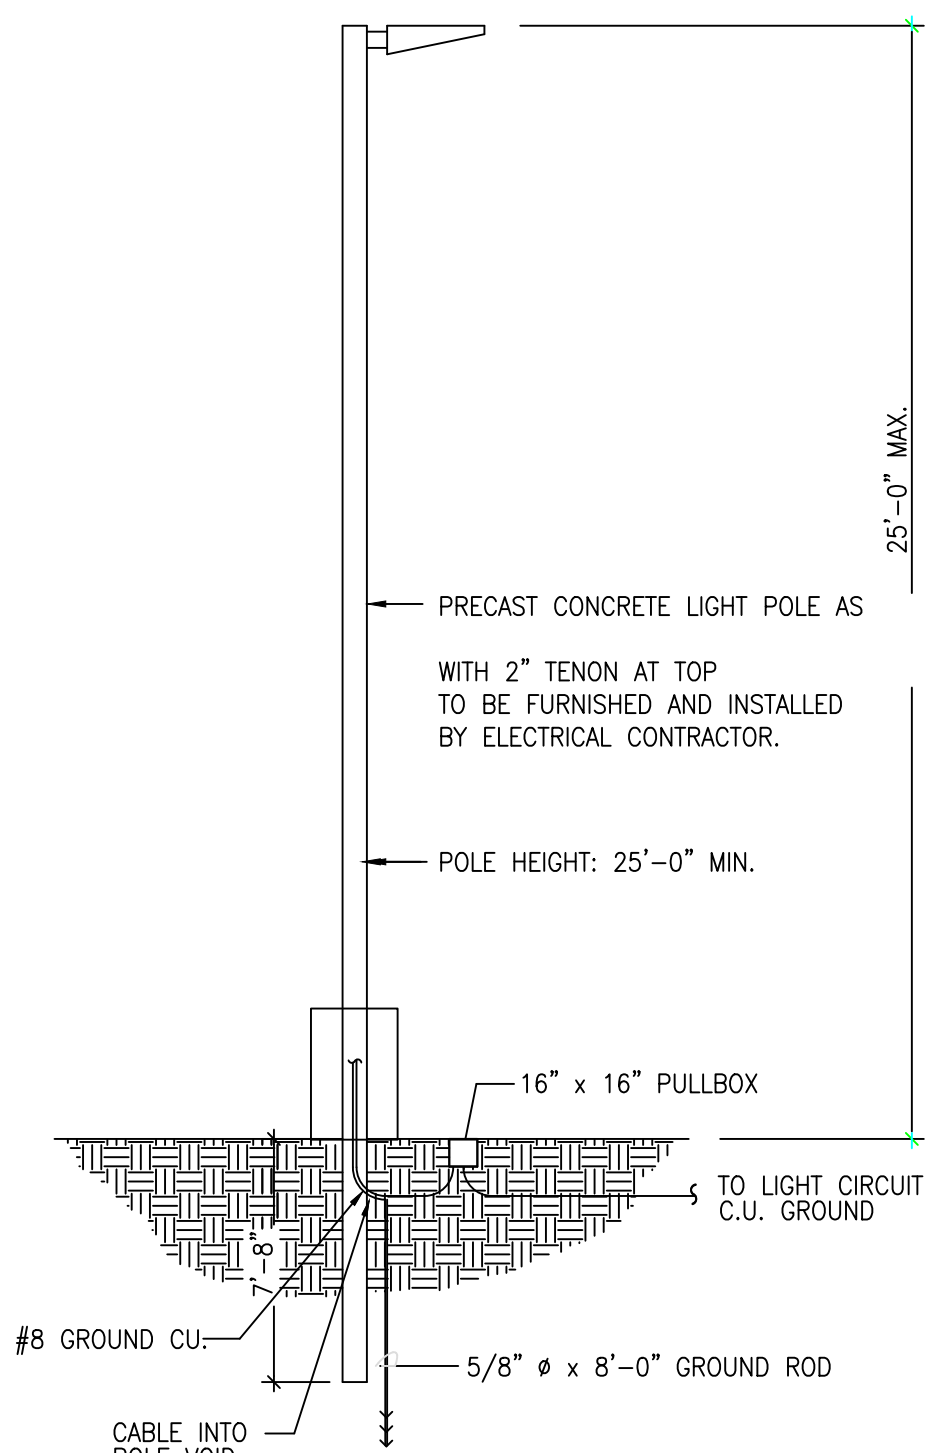 25'-0" MAX.
PRECAST CONCRETE LIGHT POLE AS
WITH 2" TENON AT TOP
TO BE FURNISHED AND INSTALLED
BY ELECTRICAL CONTRACTOR.
POLE HEIGHT: 25'-0" MIN.
16" x 16" PULLBOX
TO LIGHT CIRCUIT
C.U. GROUND
7'-8"
#8 GROUND CU.
5/8" ø x 8'-0" GROUND ROD
CABLE INTO
POLE VOID